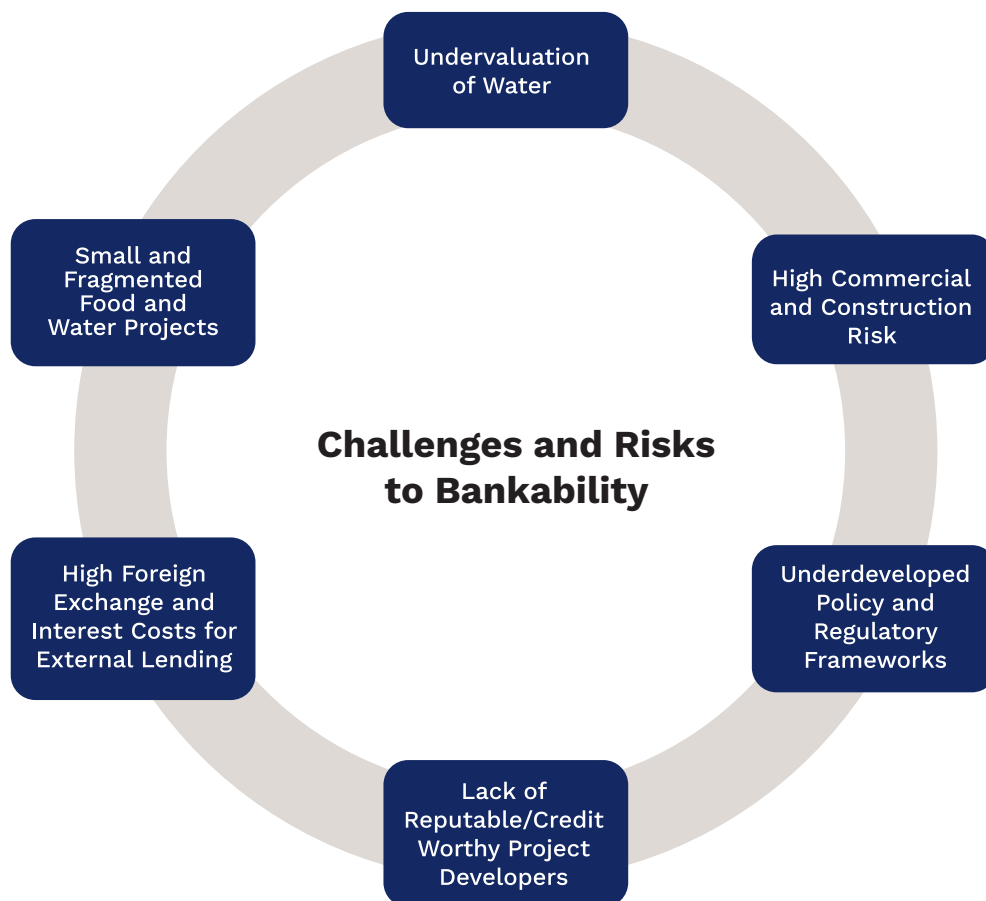 Undervaluation
of Water
High Commercial
and Construction
Risk
Underdeveloped
Policy and
Regulatory
Frameworks
Lack of
Reputable/Credit
Worthy Project
Developers
High Foreign
Exchange and
Interest Costs for
External Lending
Small and
Fragmented
Food and
Water Projects
Challenges and Risks
to Bankability